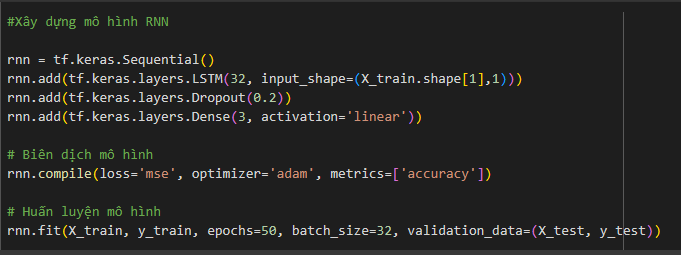 #Xây dựng mô hình RNN
rnn = tf.keras.Sequential()
rnn.add(tf.keras.layers.LSTM(32, input_shape=(X_train.shape[1],1)))
rnn.add(tf.keras.layers.Dropout(0.2))
rnn.add(tf.keras.layers.Dense(3, activation='linear'))
# Biên dịch mô hình
rnn.compile(loss='mse', optimizer='adam', metrics=['accuracy'])
# Huấn luyện mô hình
rnn.fit(X_train, y_train, epochs=50, batch_size=32, validation_data=(X_test, y_test))